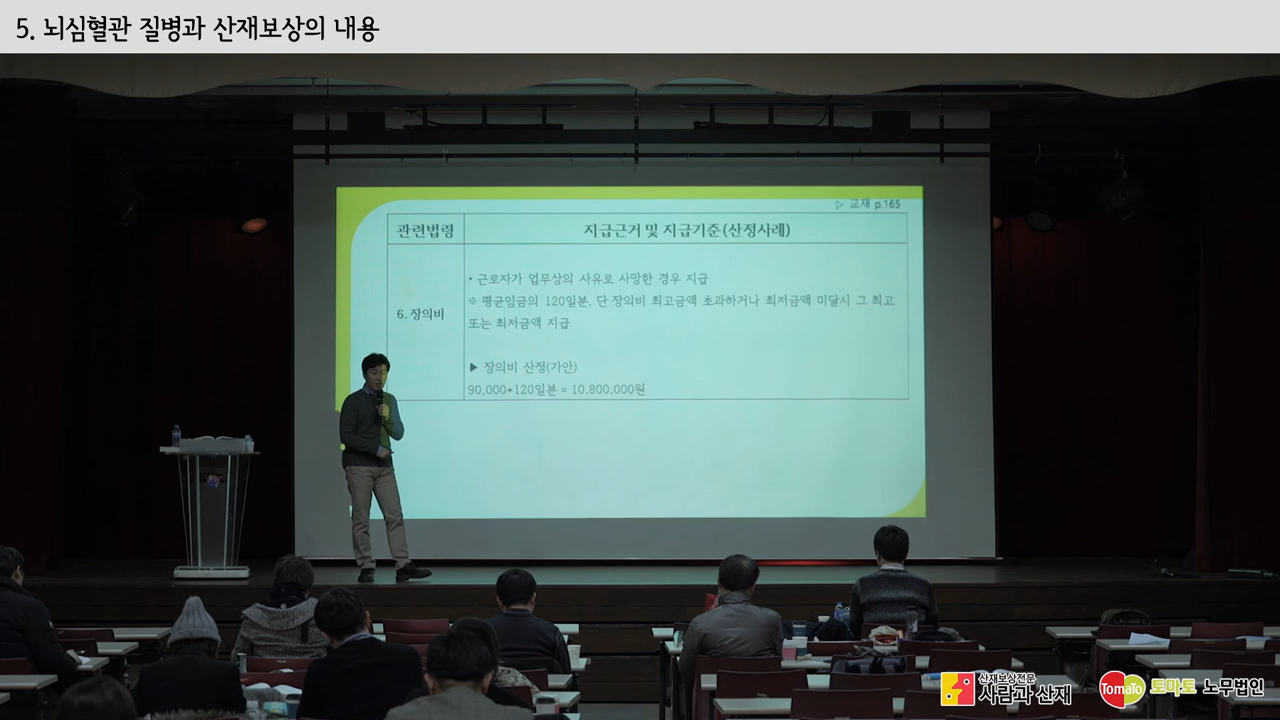 5. 뇌심혈관 질병과 산재보상의 내용
▷ 교재 p.165
관련법령
지급근거 및 지급기준(산정사례)
6. 장의비
• 근로자가 업무상의 사유로 사망한 경우 지급
※ 평균임금의 120일분. 단 장의비 최고금액 초과하거나 최저금액 미달시 그 최고
또는 최저금액 지급
▶ 장의비 산정(가안)
90,000*120일분 = 10,800,000원
산재보상전문
사람과 산재
TomaTo
토마토 노무법인